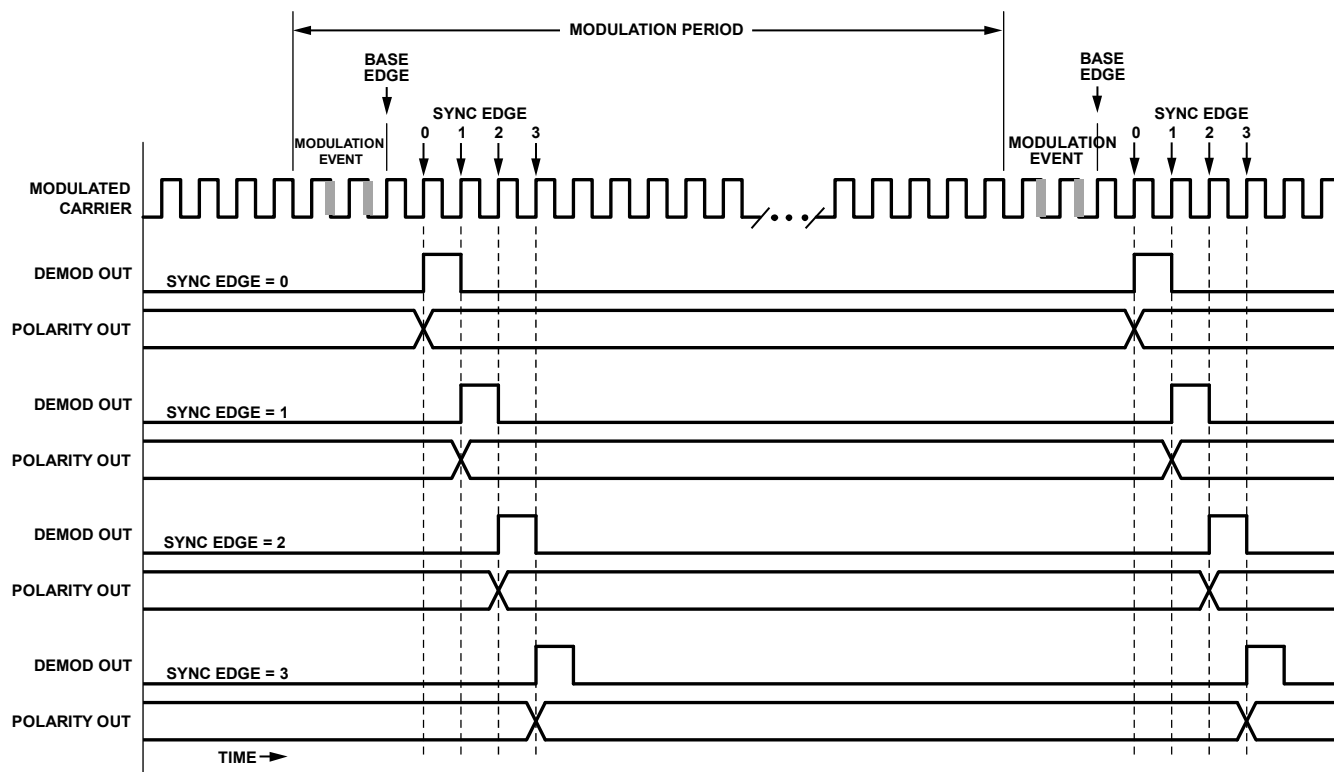 MODULATION PERIOD
BASE
EDGE
BASE
EDGE
SYNC EDGE
0 1 2 3
SYNC EDGE
0 1 2 3
MODULATION
EVENT
MODULATION
EVENT
MODULATED
CARRIER
DEMOD OUT
SYNC EDGE = 0
POLARITY OUT
DEMOD OUT
SYNC EDGE = 1
POLARITY OUT
DEMOD OUT
SYNC EDGE = 2
POLARITY OUT
DEMOD OUT
SYNC EDGE = 3
POLARITY OUT
TIME